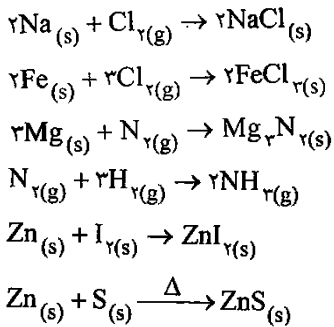 ۲Na(s) + Cl۲(g) → ۲NaCl(s)
۲Fe(s) + ۳Cl۲(g) → ۲FeCl۳(s)
۳Mg(s) + N۲(g) → Mg۳N۲(s)
N۲(g) + ۳H۲(g) → ۲NH۳(g)
Zn(s) + I۲(s) → ZnI۲(s)
Zn(s) + S(s) —Δ→ ZnS(s)